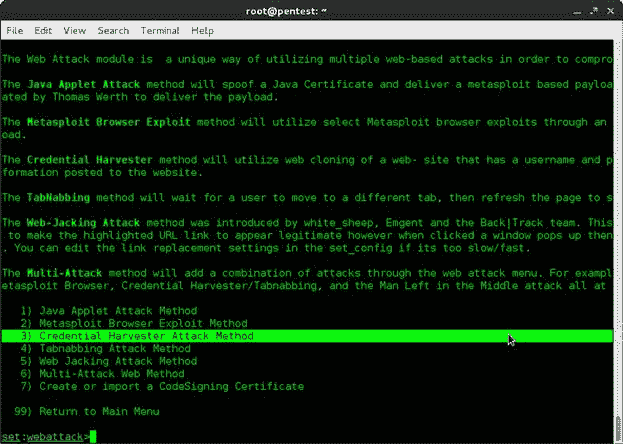 root@pentest: ~
File Edit View Search Terminal Help
The Web Attack module is  a unique way of utilizing multiple web-based attacks in order to compro
The Java Applet Attack method will spoof a Java Certificate and deliver a metasploit based payloa
ated by Thomas Werth to deliver the payload.
The Metasploit Browser Exploit method will utilize select Metasploit browser exploits through an
oad.
The Credential Harvester method will utilize web cloning of a web- site that has a username and p
formation posted to the website.
The TabNabbing method will wait for a user to move to a different tab, then refresh the page to s
The Web-Jacking Attack method was introduced by white_sheep, Emgent and the Back|Track team. This
to make the highlighted URL link to appear legitimate however when clicked a window pops up then
. You can edit the link replacement settings in the set_config if its too slow/fast.
The Multi-Attack method will add a combination of attacks through the web attack menu. For exampl
etasploit Browser, Credential Harvester/Tabnabbing, and the Man Left in the Middle attack all at
1) Java Applet Attack Method
2) Metasploit Browser Exploit Method
3) Credential Harvester Attack Method
4) Tabnabbing Attack Method
5) Web Jacking Attack Method
6) Multi-Attack Web Method
7) Create or import a CodeSigning Certificate
99) Return to Main Menu
set:webattack>